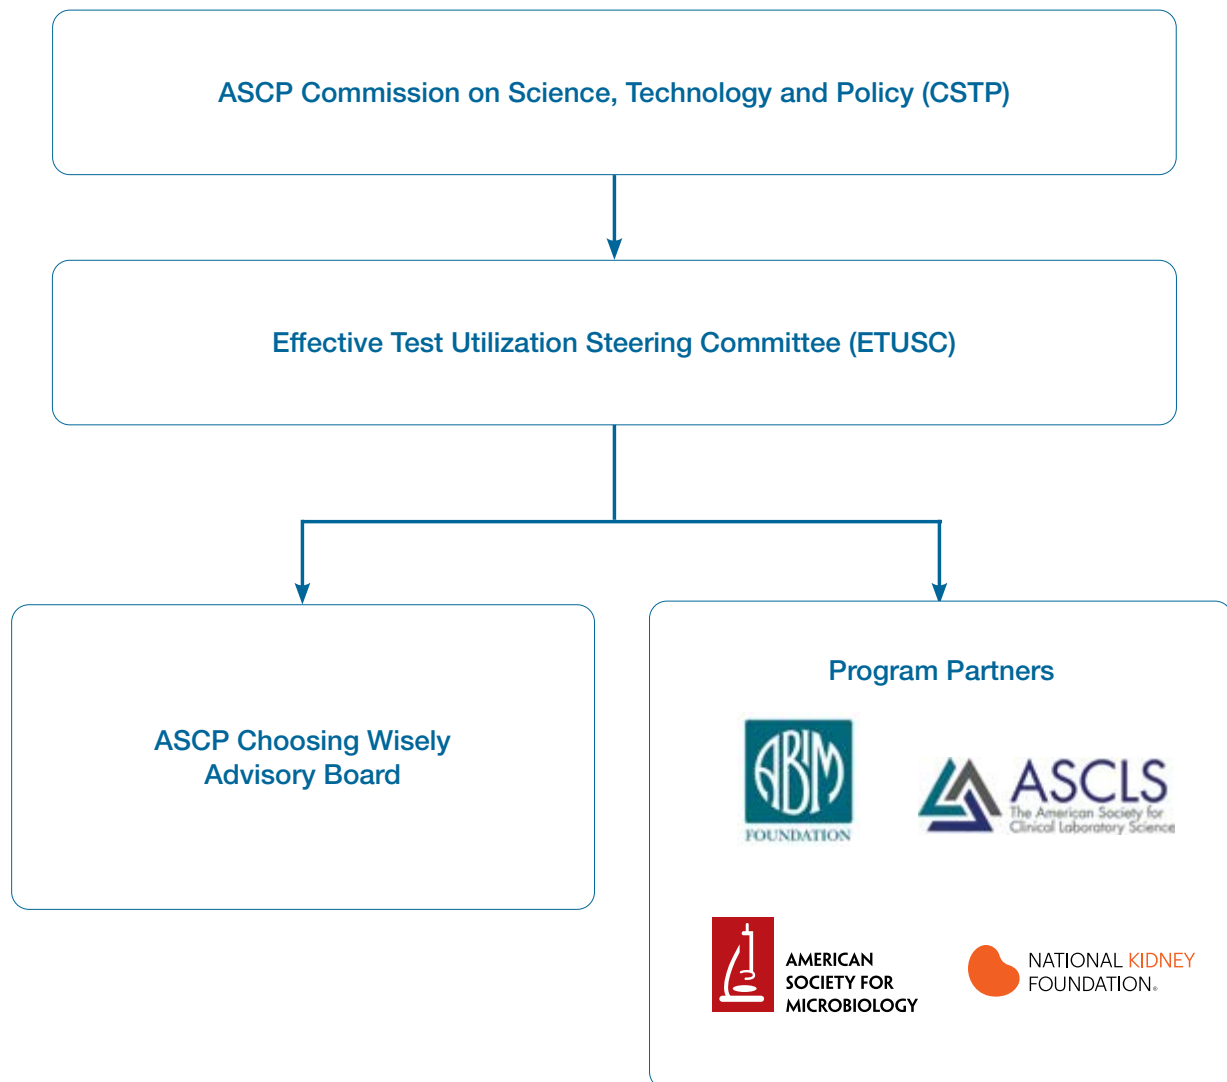 ASCP Commission on Science, Technology and Policy (CSTP)
Effective Test Utilization Steering Committee (ETUSC)
ASCP Choosing Wisely
Advisory Board
Program Partners
ABIM
FOUNDATION
ASCLS
The American Society for
Clinical Laboratory Science
AMERICAN
SOCIETY FOR
MICROBIOLOGY
NATIONAL KIDNEY
FOUNDATION®